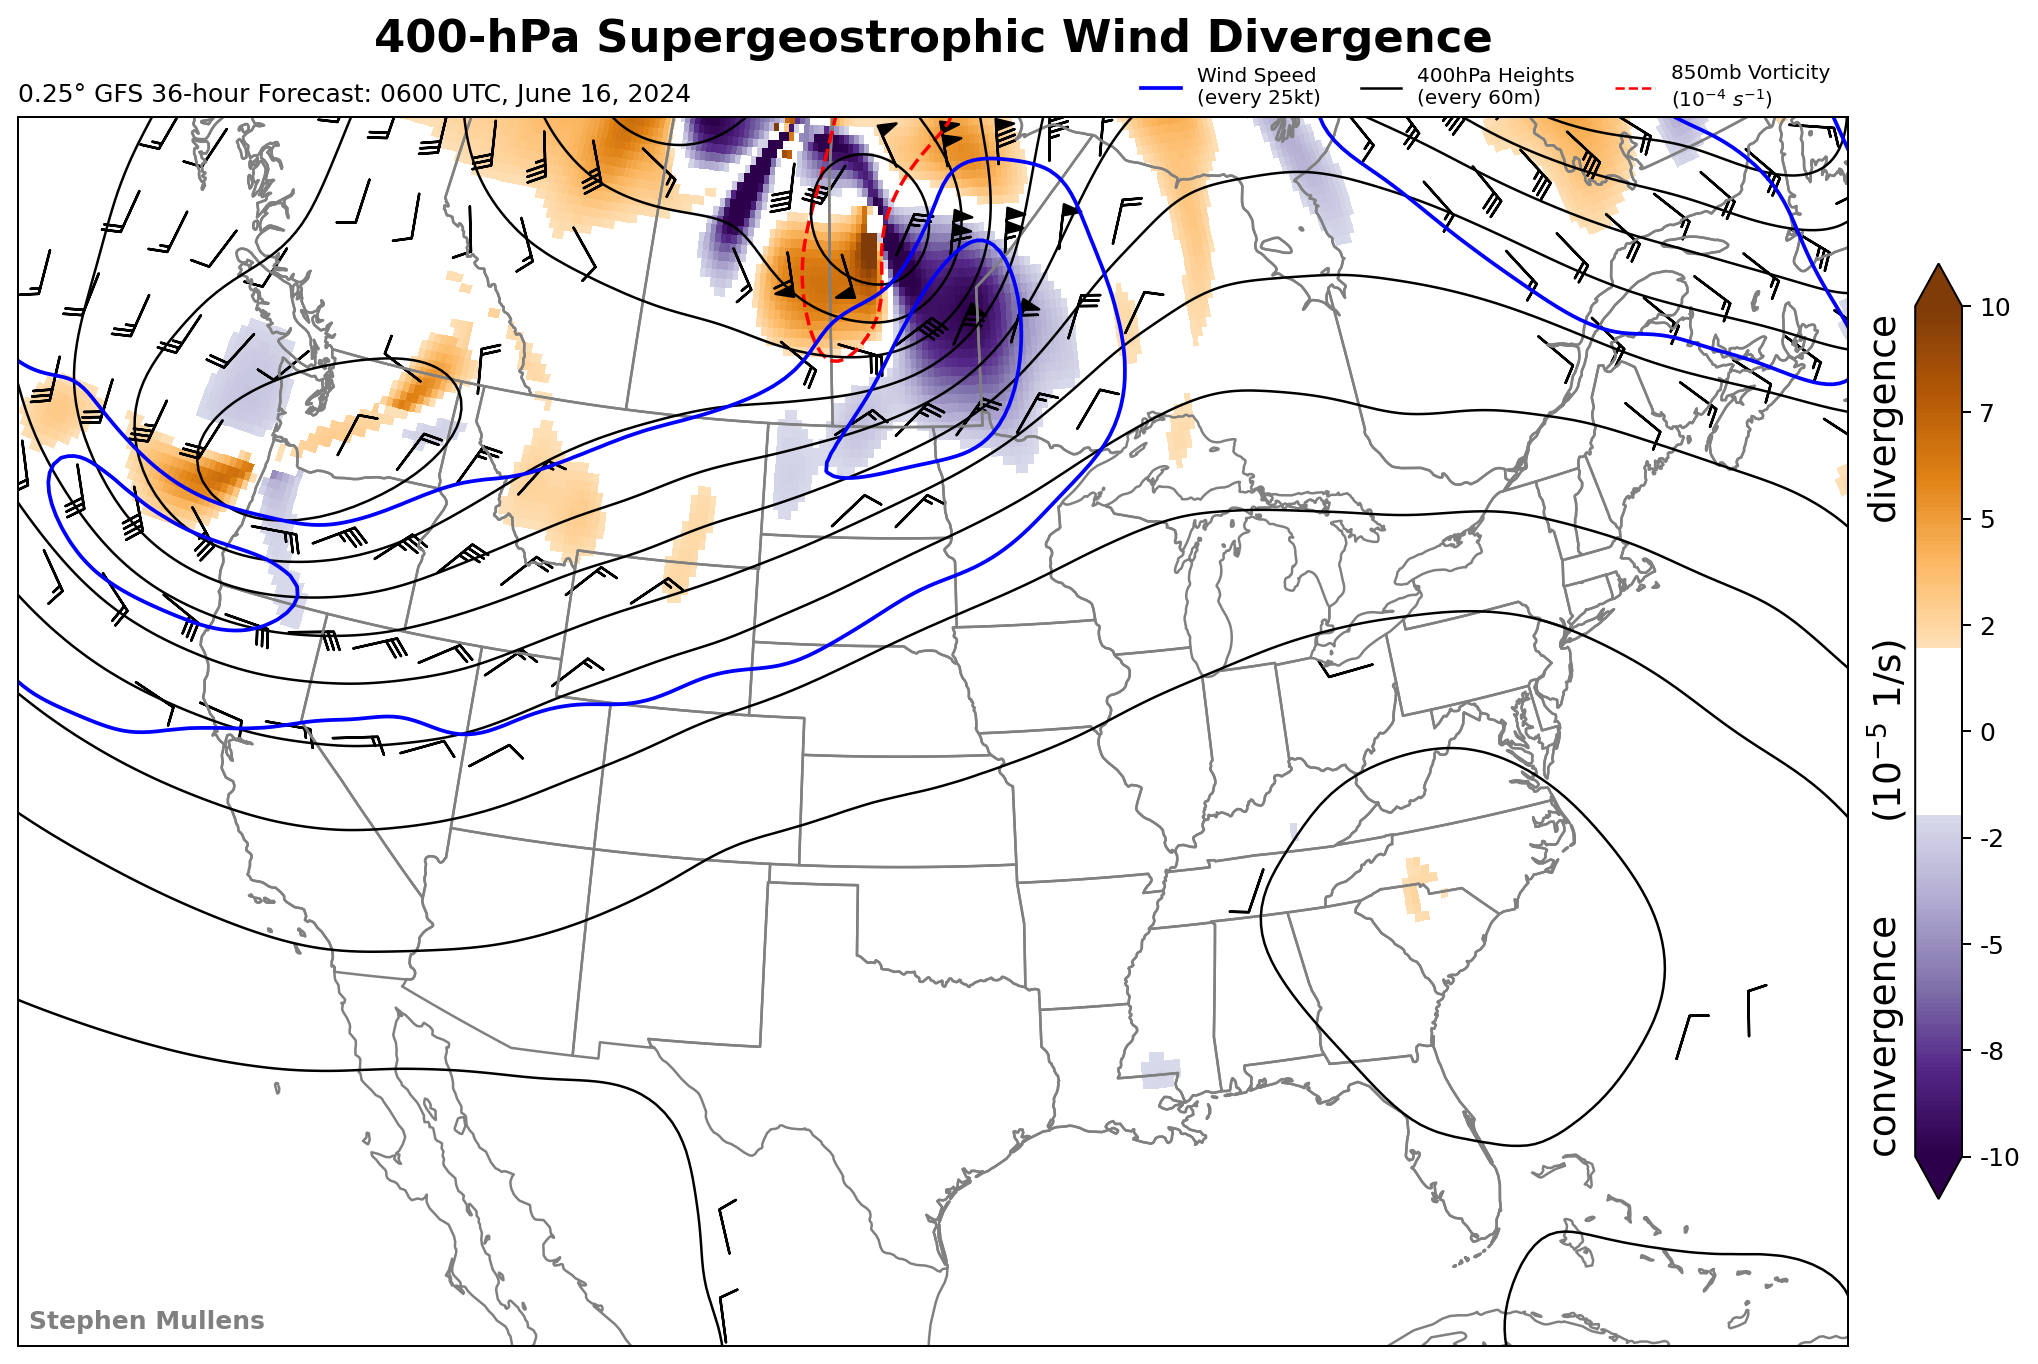 400-hPa Supergeostrophic Wind Divergence
0.25° GFS 36-hour Forecast: 0600 UTC, June 16, 2024
Wind Speed
(every 25kt)
400hPa Heights
(every 60m)
850mb Vorticity
(10⁻⁴ s⁻¹)
10
7
5
2
0
-2
-5
-8
-10
convergence (10⁻⁵ 1/s) divergence
Stephen Mullens